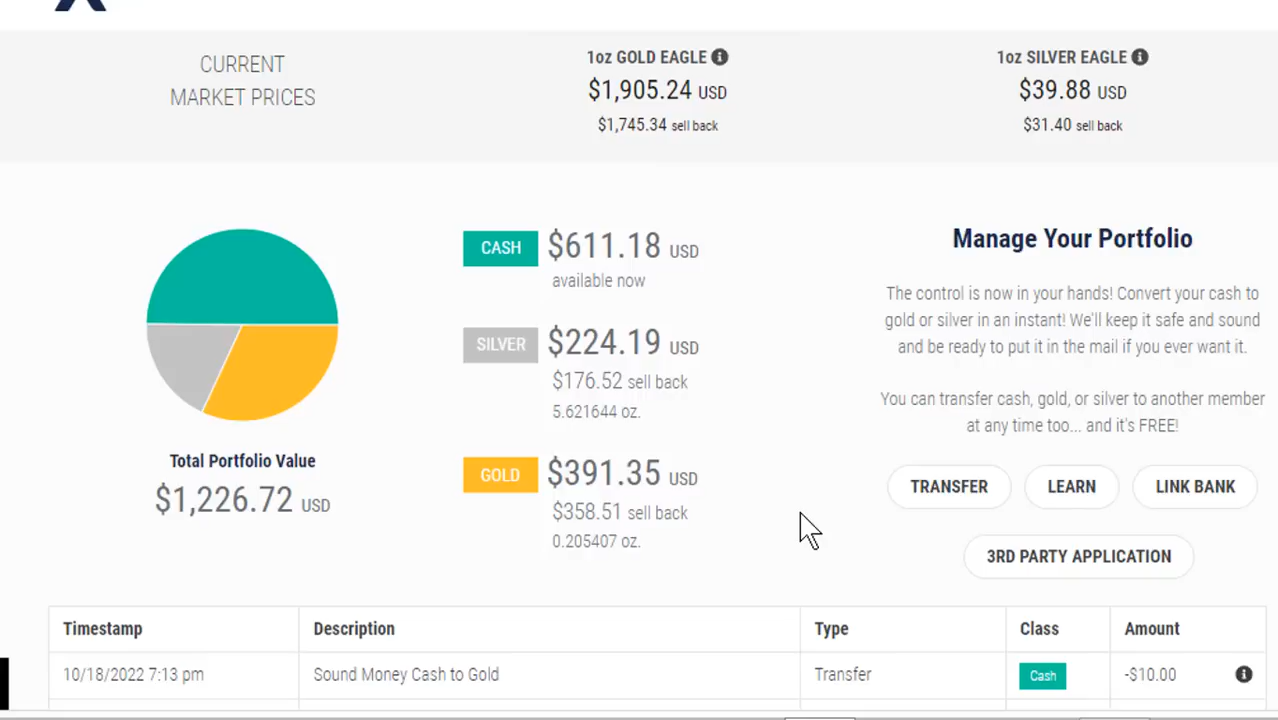 CURRENT
MARKET PRICES
1oz GOLD EAGLE
$1,905.24 USD
$1,745.34 sell back
1oz SILVER EAGLE
$39.88 USD
$31.40 sell back
Total Portfolio Value
$1,226.72 USD
CASH $611.18 USD
available now
SILVER $224.19 USD
$176.52 sell back
5.621644 oz.
GOLD $391.35 USD
$358.51 sell back
0.205407 oz.
Manage Your Portfolio
The control is now in your hands! Convert your cash to
gold or silver in an instant! We'll keep it safe and sound
and be ready to put it in the mail if you ever want it.
You can transfer cash, gold, or silver to another member
at any time too... and it's FREE!
TRANSFER LEARN LINK BANK
3RD PARTY APPLICATION
Timestamp Description Type Class Amount
10/18/2022 7:13 pm Sound Money Cash to Gold Transfer Cash -$10.00